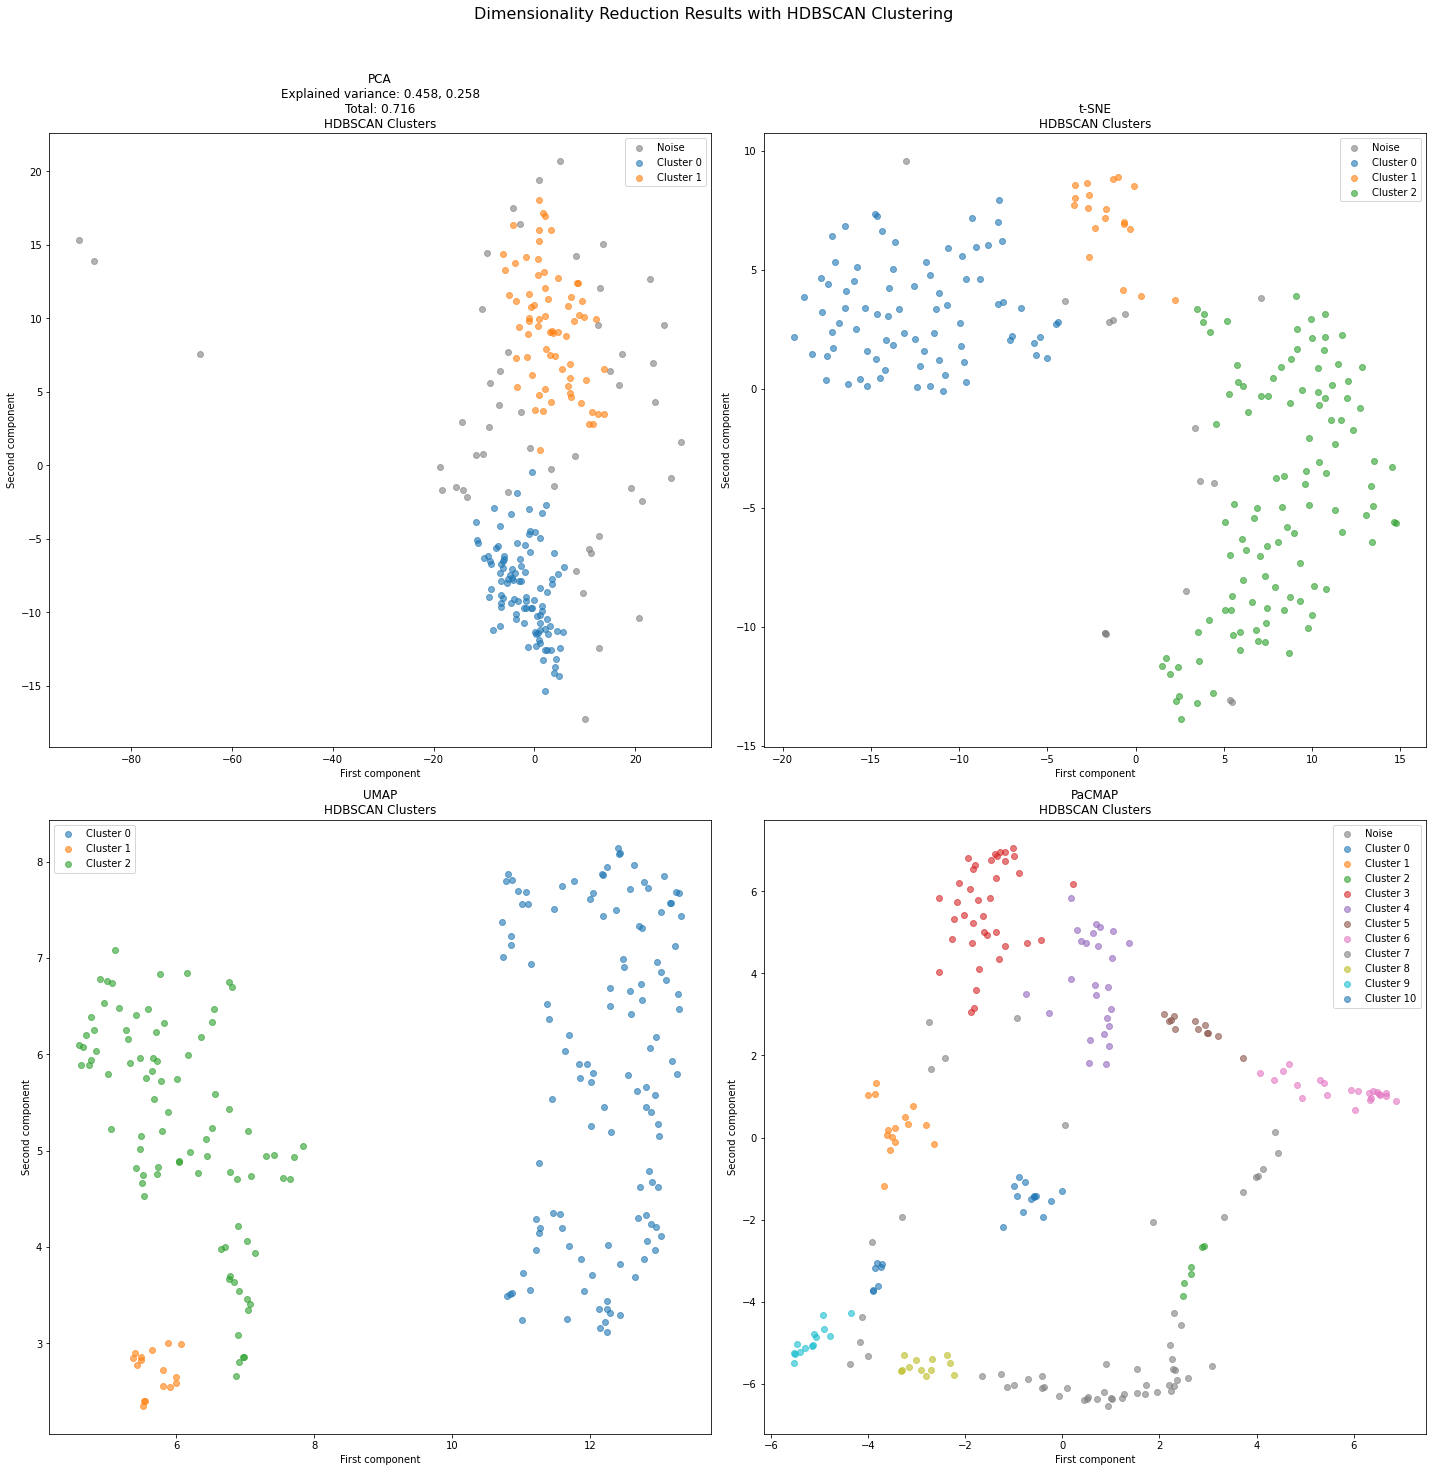 Dimensionality Reduction Results with HDBSCAN Clustering
PCA
Explained variance: 0.458, 0.258
Total: 0.716
HDBSCAN Clusters
Noise
Cluster 0
Cluster 1
20
15
10
5
0
−5
−10
−15
Second component
−80
−60
−40
−20
0
20
First component
t-SNE
HDBSCAN Clusters
Noise
Cluster 0
Cluster 1
Cluster 2
10
5
0
−5
−10
−15
Second component
−20
−15
−10
−5
0
5
10
15
First component
UMAP
HDBSCAN Clusters
Cluster 0
Cluster 1
Cluster 2
8
7
6
5
4
3
Second component
6
8
10
12
First component
PaCMAP
HDBSCAN Clusters
Noise
Cluster 0
Cluster 1
Cluster 2
Cluster 3
Cluster 4
Cluster 5
Cluster 6
Cluster 7
Cluster 8
Cluster 9
Cluster 10
6
4
2
0
−2
−4
−6
Second component
−6
−4
−2
0
2
4
6
First component